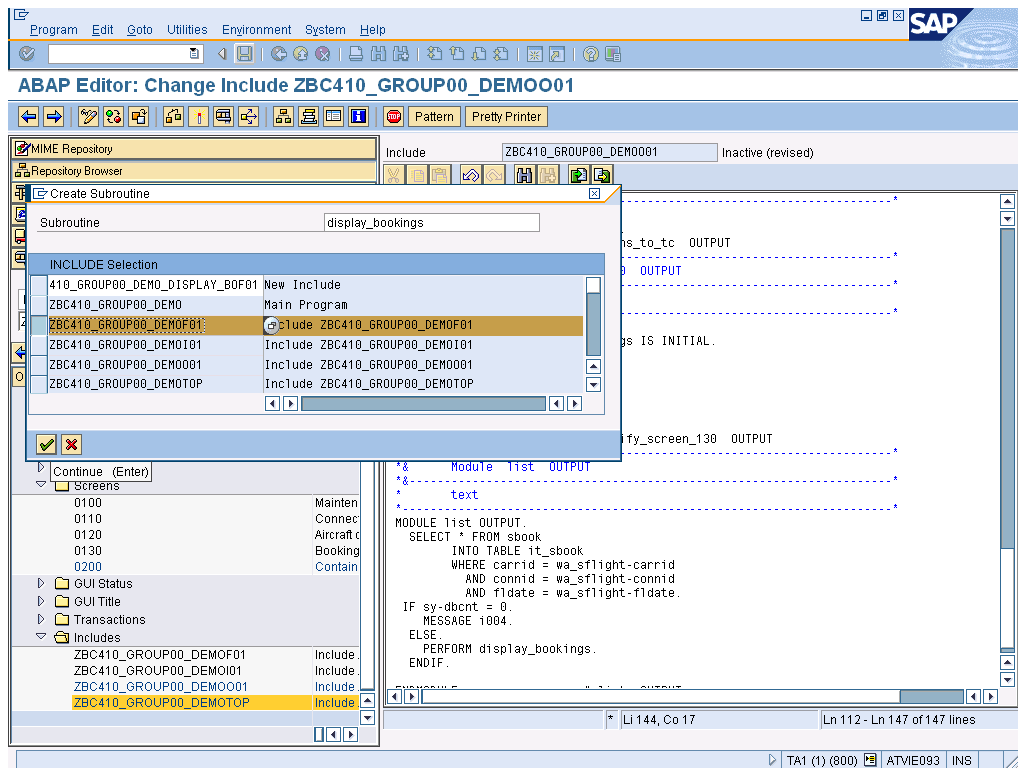 Program Edit Goto Utilities Environment System Help
SAP
ABAP Editor: Change Include ZBC410_GROUP00_DEMOO01
STOP Pattern Pretty Printer
MIME Repository
Repository Browser
Include ZBC410_GROUP00_DEMOO01 Inactive (revised)
Create Subroutine
Subroutine display_bookings
INCLUDE Selection
410_GROUP00_DEMO_DISPLAY_BOF01 New Include
ZBC410_GROUP00_DEMO Main Program
ZBC410_GROUP00_DEMOF01 clude ZBC410_GROUP00_DEMOF01
ZBC410_GROUP00_DEMOI01 Include ZBC410_GROUP00_DEMOI01
ZBC410_GROUP00_DEMOO01 Include ZBC410_GROUP00_DEMOO01
ZBC410_GROUP00_DEMOTOP Include ZBC410_GROUP00_DEMOTOP
Continue (Enter)
Screens
0100 Mainten
0110 Connec
0120 Aircraft c
0130 Booking
0200 Contain
GUI Status
GUI Title
Transactions
Includes
ZBC410_GROUP00_DEMOF01 Include
ZBC410_GROUP00_DEMOI01 Include
ZBC410_GROUP00_DEMOO01 Include
ZBC410_GROUP00_DEMOTOP Include
----------------------------------------*
ns_to_tc OUTPUT
----------------------------------------*
0 OUTPUT
----------------------------------------*
----------------------------------------*
gs IS INITIAL.
ify_screen_130 OUTPUT
----------------------------------------*
*& Module list OUTPUT
*&---------------------------------------------------------------------*
* text
*----------------------------------------------------------------------*
MODULE list OUTPUT.
SELECT * FROM sbook
INTO TABLE it_sbook
WHERE carrid = wa_sflight-carrid
AND connid = wa_sflight-connid
AND fldate = wa_sflight-fldate.
IF sy-dbcnt = 0.
MESSAGE i004.
ELSE.
PERFORM display_bookings.
ENDIF.
* Li 144, Co 17 Ln 112 - Ln 147 of 147 lines
TA1 (1) (800) ATVIE093 INS